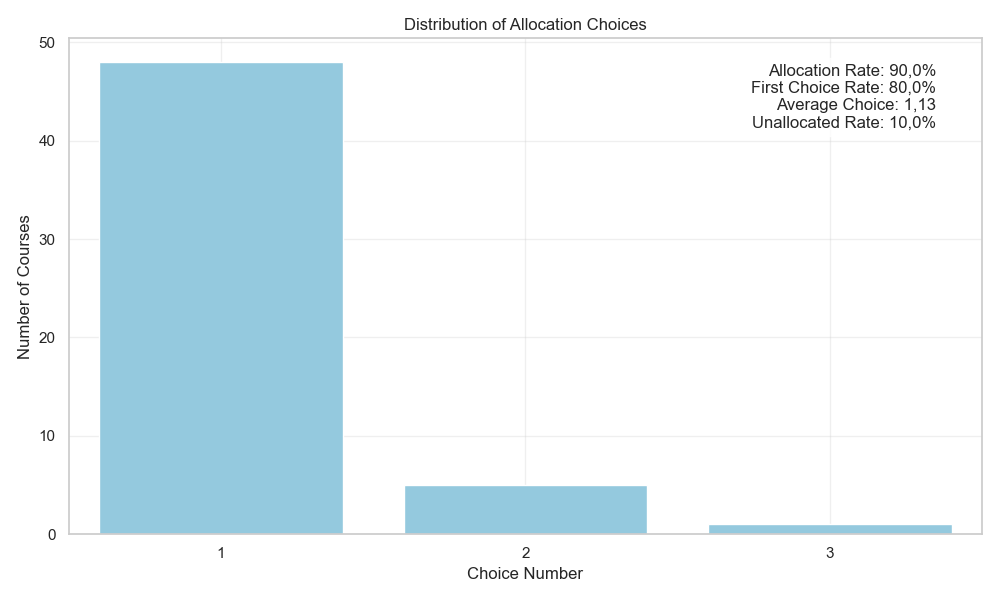 Distribution of Allocation Choices
Allocation Rate: 90,0%
First Choice Rate: 80,0%
Average Choice: 1,13
Unallocated Rate: 10,0%
Number of Courses
50
40
30
20
10
0
1
2
3
Choice Number